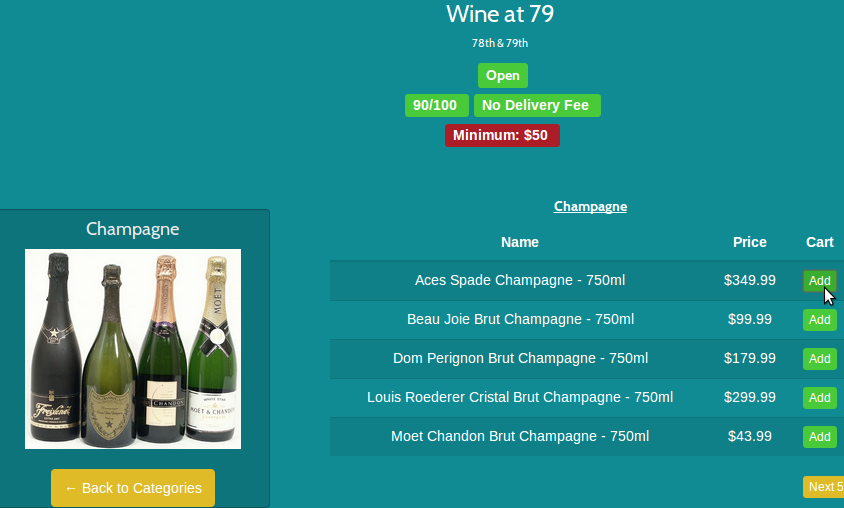 Wine at 79
78th & 79th
Open
90/100 No Delivery Fee
Minimum: $50
Champagne
← Back to Categories
Champagne
Name Price Cart
Aces Spade Champagne - 750ml $349.99 Add
Beau Joie Brut Champagne - 750ml $99.99 Add
Dom Perignon Brut Champagne - 750ml $179.99 Add
Louis Roederer Cristal Brut Champagne - 750ml $299.99 Add
Moet Chandon Brut Champagne - 750ml $43.99 Add
Next 5
Freixenet
CHANDON
MOËT
MOËT & CHANDON